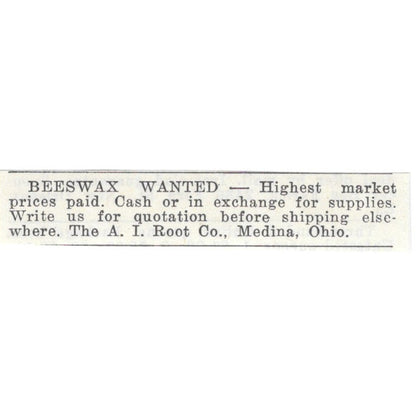 BEESWAX WANTED — Highest market
prices paid. Cash or in exchange for supplies.
Write us for quotation before shipping else-
where. The A. I. Root Co., Medina, Ohio.